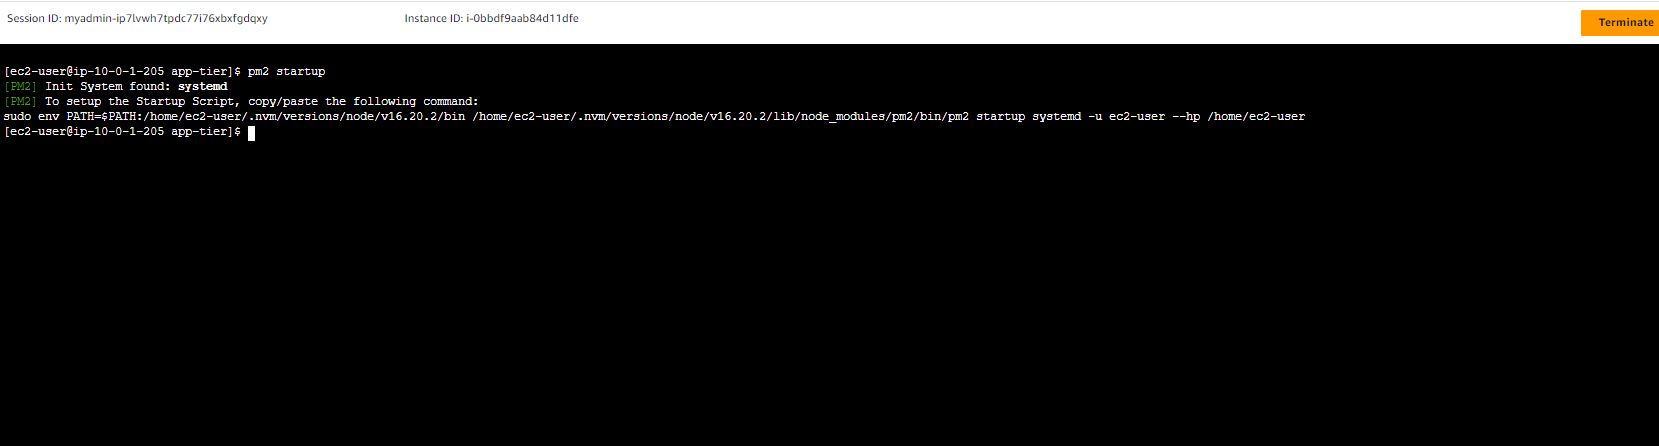 Session ID: myadmin-ip7lvwh7tpdc77i76xbxfgdqxy Instance ID: i-0bbdf9aab84d11dfe Terminate
[ec2-user@ip-10-0-1-205 app-tier]$ pm2 startup
[PM2] Init System found: systemd
[PM2] To setup the Startup Script, copy/paste the following command:
sudo env PATH=$PATH:/home/ec2-user/.nvm/versions/node/v16.20.2/bin /home/ec2-user/.nvm/versions/node/v16.20.2/lib/node_modules/pm2/bin/pm2 startup systemd -u ec2-user --hp /home/ec2-user
[ec2-user@ip-10-0-1-205 app-tier]$